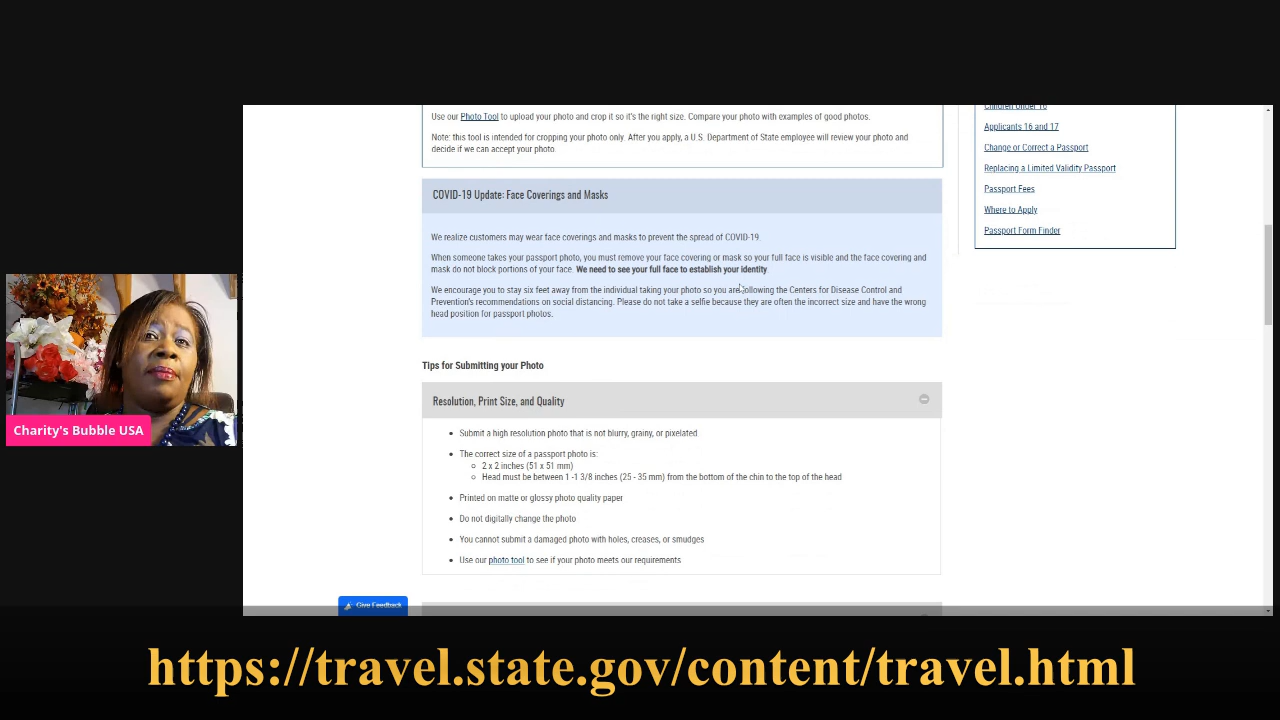 Use our Photo Tool to upload your photo and crop it so it's the right size. Compare your photo with examples of good photos.
Note: this tool is intended for cropping your photo only. After you apply, a U.S. Department of State employee will review your photo and
decide if we can accept your photo.
COVID-19 Update: Face Coverings and Masks
We realize customers may wear face coverings and masks to prevent the spread of COVID-19.
When someone takes your passport photo, you must remove your face covering or mask so your full face is visible and the face covering and
mask do not block portions of your face. We need to see your full face to establish your identity.
We encourage you to stay six feet away from the individual taking your photo so you are following the Centers for Disease Control and
Prevention's recommendations on social distancing. Please do not take a selfie because they are often the incorrect size and have the wrong
head position for passport photos.
Tips for Submitting your Photo
Resolution, Print Size, and Quality
Submit a high resolution photo that is not blurry, grainy, or pixelated
The correct size of a passport photo is:
2 x 2 inches (51 x 51 mm)
Head must be between 1 -1 3/8 inches (25 - 35 mm) from the bottom of the chin to the top of the head
Printed on matte or glossy photo quality paper
Do not digitally change the photo
You cannot submit a damaged photo with holes, creases, or smudges
Use our photo tool to see if your photo meets our requirements
Children Under 16
Applicants 16 and 17
Change or Correct a Passport
Replacing a Limited Validity Passport
Passport Fees
Where to Apply
Passport Form Finder
Charity's Bubble USA
Give Feedback
https://travel.state.gov/content/travel.html